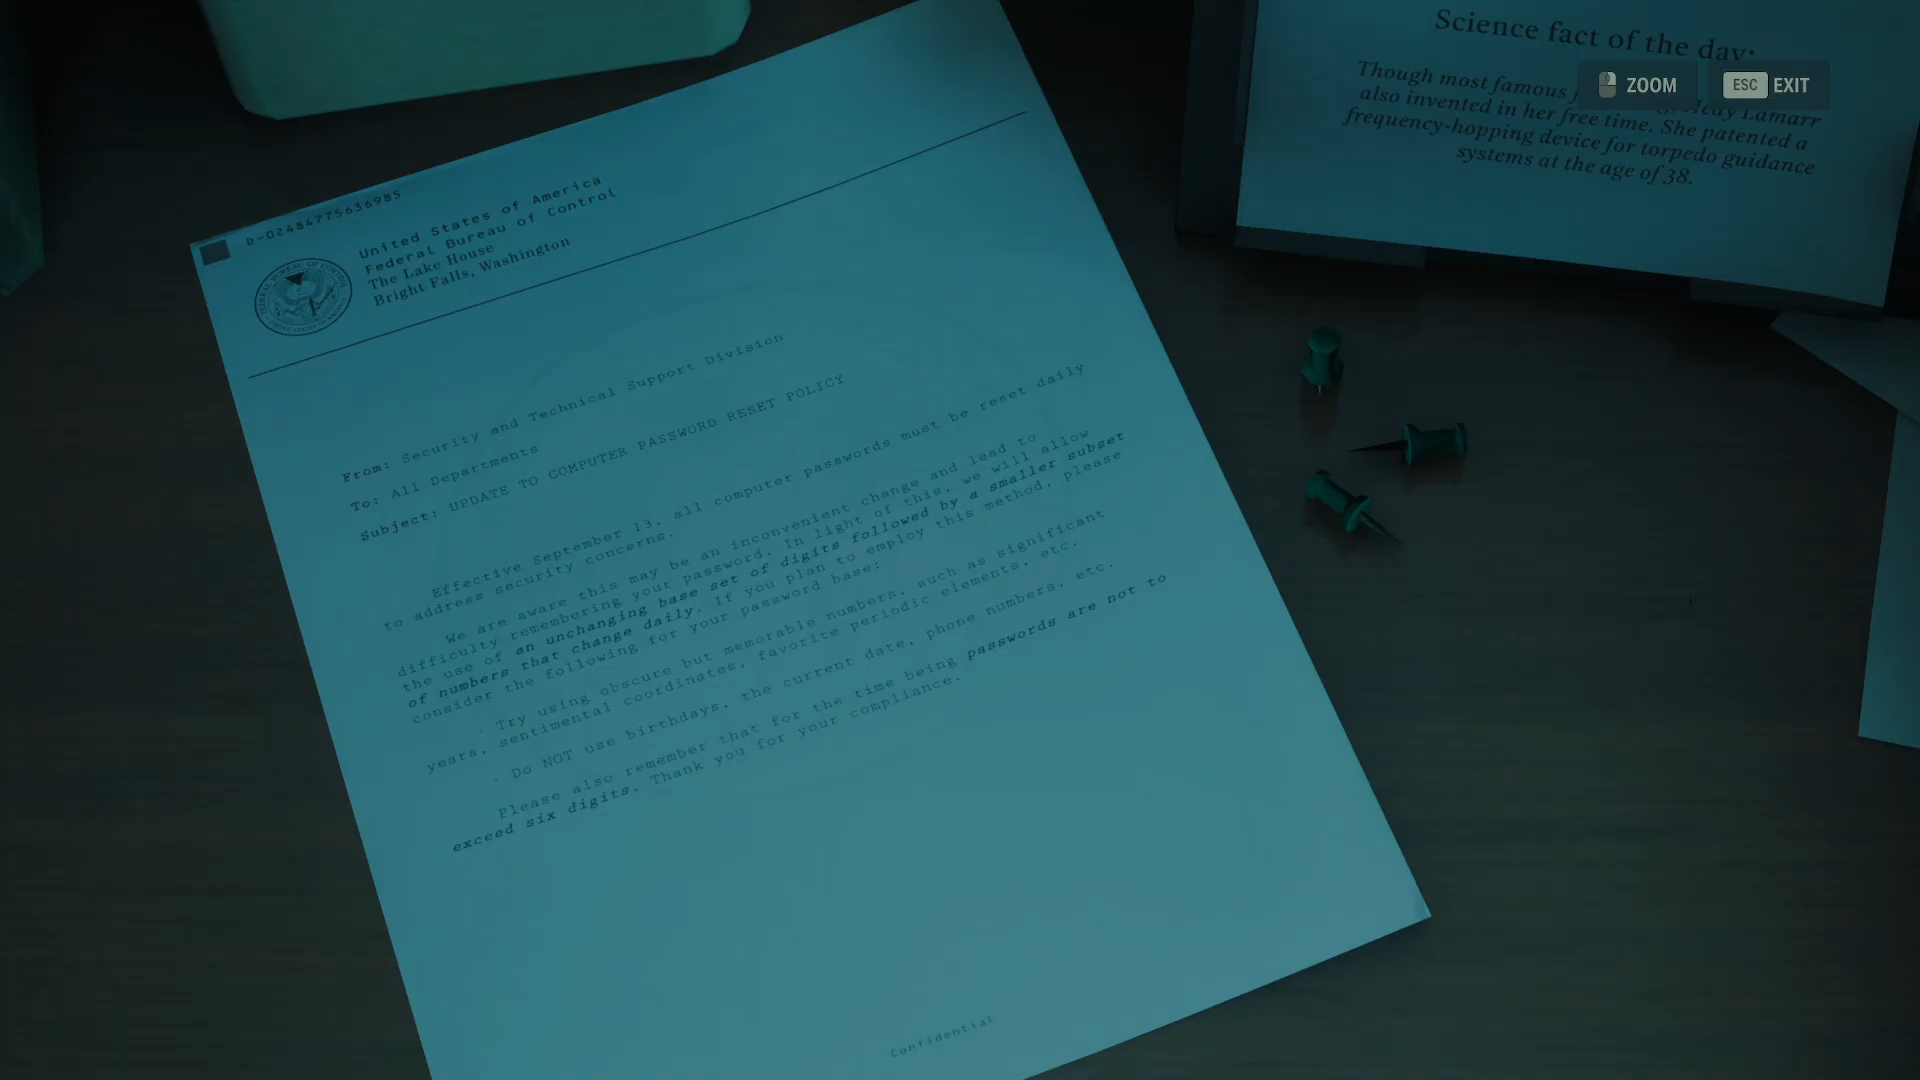 D-02484775636985
United States of America
Federal Bureau of Control
The Lake House
Bright Falls, Washington
From: Security and Technical Support Division
To: All Departments
Subject: UPDATE TO COMPUTER PASSWORD RESET POLICY
Effective September 13, all computer passwords must be reset daily
to address security concerns.
We are aware this may be an inconvenient change and lead to
difficulty remembering your password. In light of this, we will allow
the use of an unchanging base set of digits followed by a smaller subset
of numbers that change daily. If you plan to employ this method, please
consider the following for your password base:
- Try using obscure but memorable numbers, such as significant
years, sentimental coordinates, favorite periodic elements, etc.
- Do NOT use birthdays, the current date, phone numbers, etc.
Please also remember that for the time being passwords are not to
exceed six digits. Thank you for your compliance.
Confidential
Science fact of the day:
Though most famous Hedy Lamarr
also invented in her free time. She patented a
frequency-hopping device for torpedo guidance
systems at the age of 38.
ZOOM
ESC EXIT